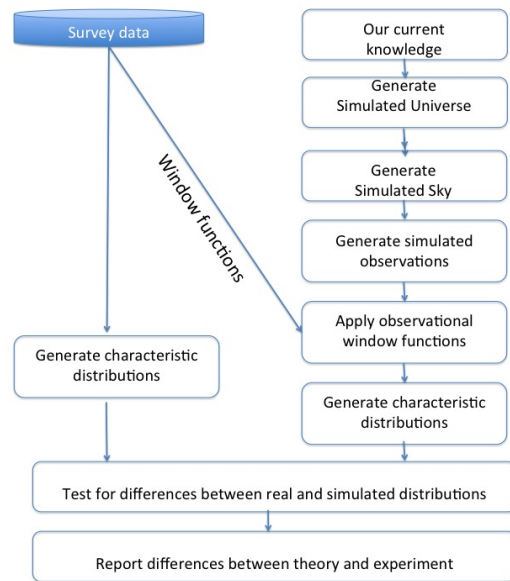 Survey data
Our current
knowledge
Generate
Simulated Universe
Generate
Simulated Sky
Window functions
Generate simulated
observations
Apply observational
window functions
Generate characteristic
distributions
Generate characteristic
distributions
Test for differences between real and simulated distributions
Report differences between theory and experiment